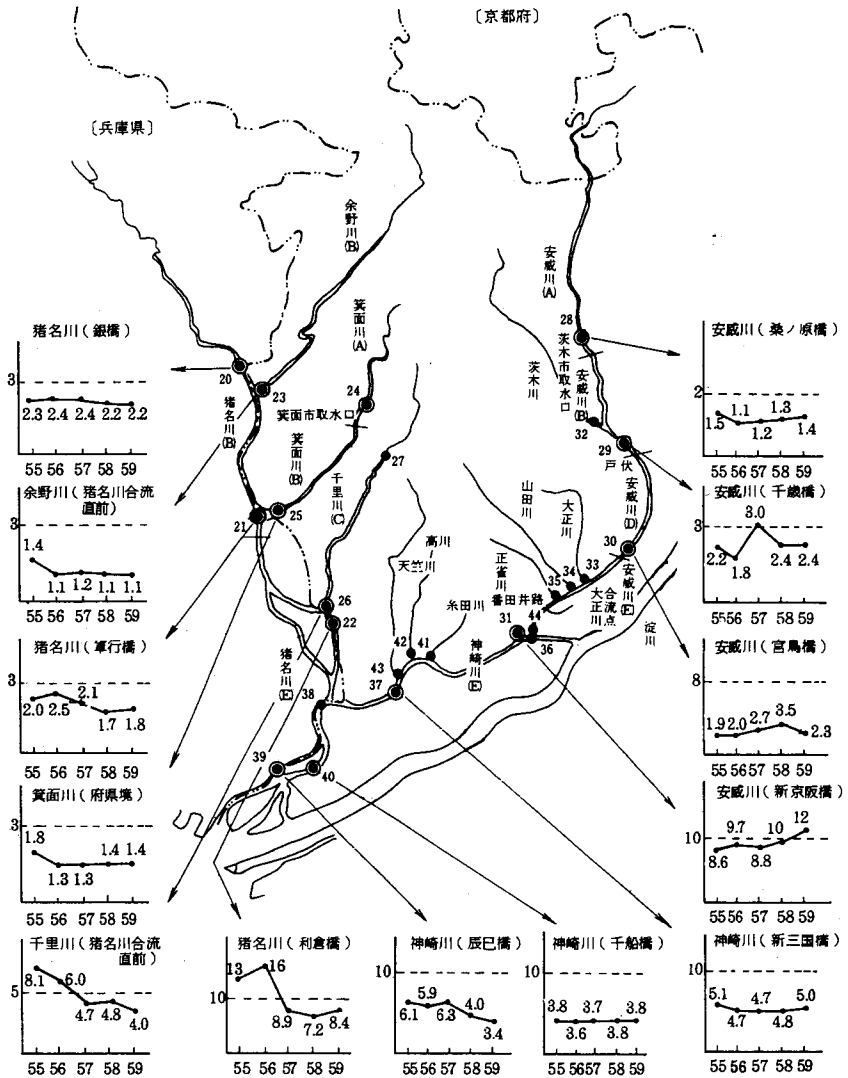 〔京都府〕
〔兵庫県〕
余野川(B)
箕面川(A)
安威川(A)
茨木川
茨木市取水口
安威川(B)
箕面市取水口
猪名川(B)
箕面川(B)
千里川(C)
戸伏
安威川(D)
山田川
大正川
高川
天竺川
正雀川
番田井路
糸田川
大正川合流点
安威川(E)
淀川
神崎川(E)
猪名川(E)
20
21
22
23
24
25
26
27
28
29
30
31
32
33
34
35
36
37
38
39
40
41
42
43
44
猪名川(銀橋)
3
2.3 2.4 2.4 2.2 2.2
55 56 57 58 59
余野川(猪名川合流
直前)
3
1.4 1.1 1.2 1.1 1.1
55 56 57 58 59
猪名川(軍行橋)
3
2.0 2.5 2.1 1.7 1.8
55 56 57 58 59
箕面川(府県境)
3
1.8 1.3 1.3 1.4 1.4
55 56 57 58 59
千里川(猪名川合流
直前)
5
8.1 6.0 4.7 4.8 4.0
55 56 57 58 59
猪名川(利倉橋)
10
13 16 8.9 7.2 8.4
55 56 57 58 59
神崎川(辰巳橋)
10
6.1 5.9 6.3 4.0 3.4
55 56 57 58 59
神崎川(千船橋)
10
3.8 3.6 3.7 3.8 3.8
55 56 57 58 59
神崎川(新三国橋)
10
5.1 4.7 4.7 4.8 5.0
55 56 57 58 59
安威川(桑ノ原橋)
2
1.5 1.1 1.2 1.3 1.4
55 56 57 58 59
安威川(千歳橋)
3
2.2 1.8 3.0 2.4 2.4
55 56 57 58 59
安威川(宮鳥橋)
8
1.9 2.0 2.7 3.5 2.3
55 56 57 58 59
安威川(新京阪橋)
10
8.6 9.7 8.8 10 12
55 56 57 58 59